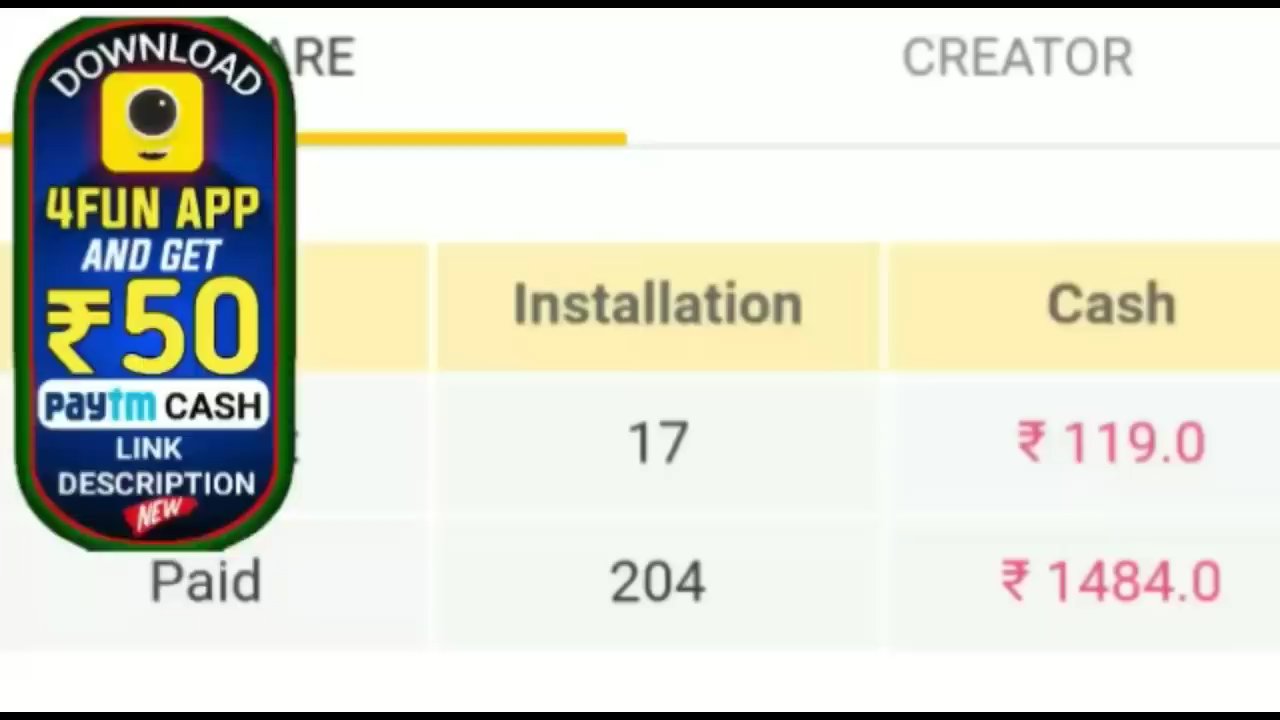 DOWNLOAD
4FUN APP
AND GET
₹50
paytm CASH
LINK
DESCRIPTION
NEW
CREATOR
Installation Cash
17 ₹ 119.0
Paid 204 ₹ 1484.0